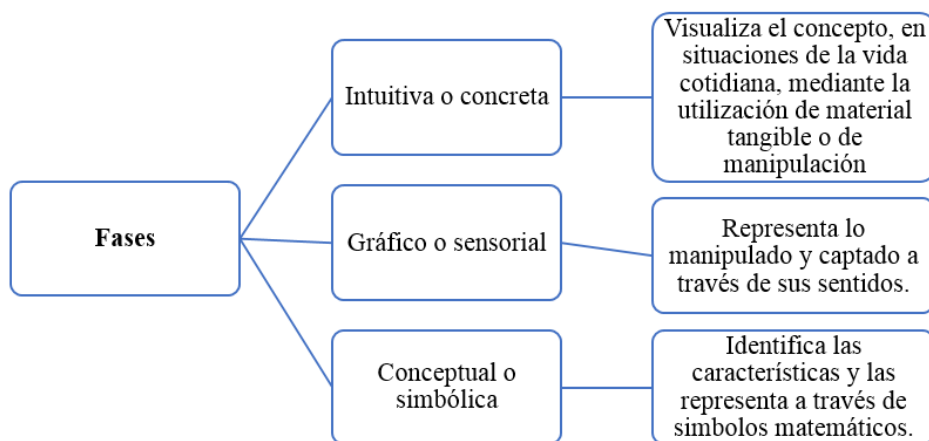 Fases
Intuitiva o concreta
Visualiza el concepto, en
situaciones de la vida
cotidiana, mediante la
utilización de material
tangible o de
manipulación
Gráfico o sensorial
Representa lo
manipulado y captado a
través de sus sentidos.
Conceptual o
simbólica
Identifica las
características y las
representa a través de
simbolos matemáticos.